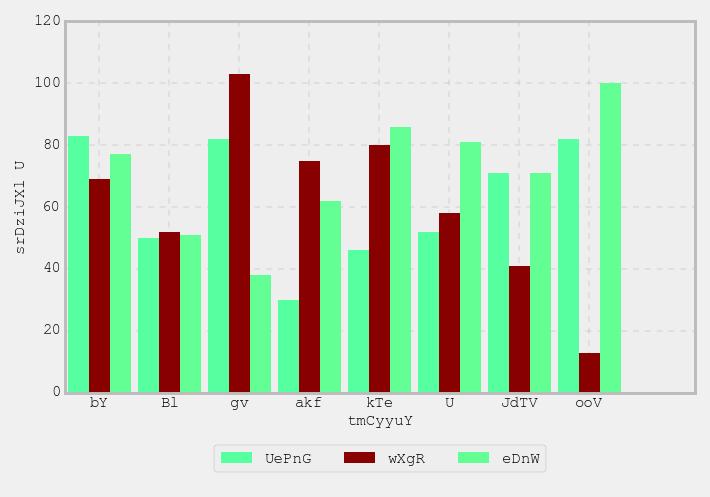 120
100
80
60
40
20
0
srDziJXl U
bY Bl gv akf kTe U JdTV ooV
tmCyyuY
UePnG wXgR eDnW